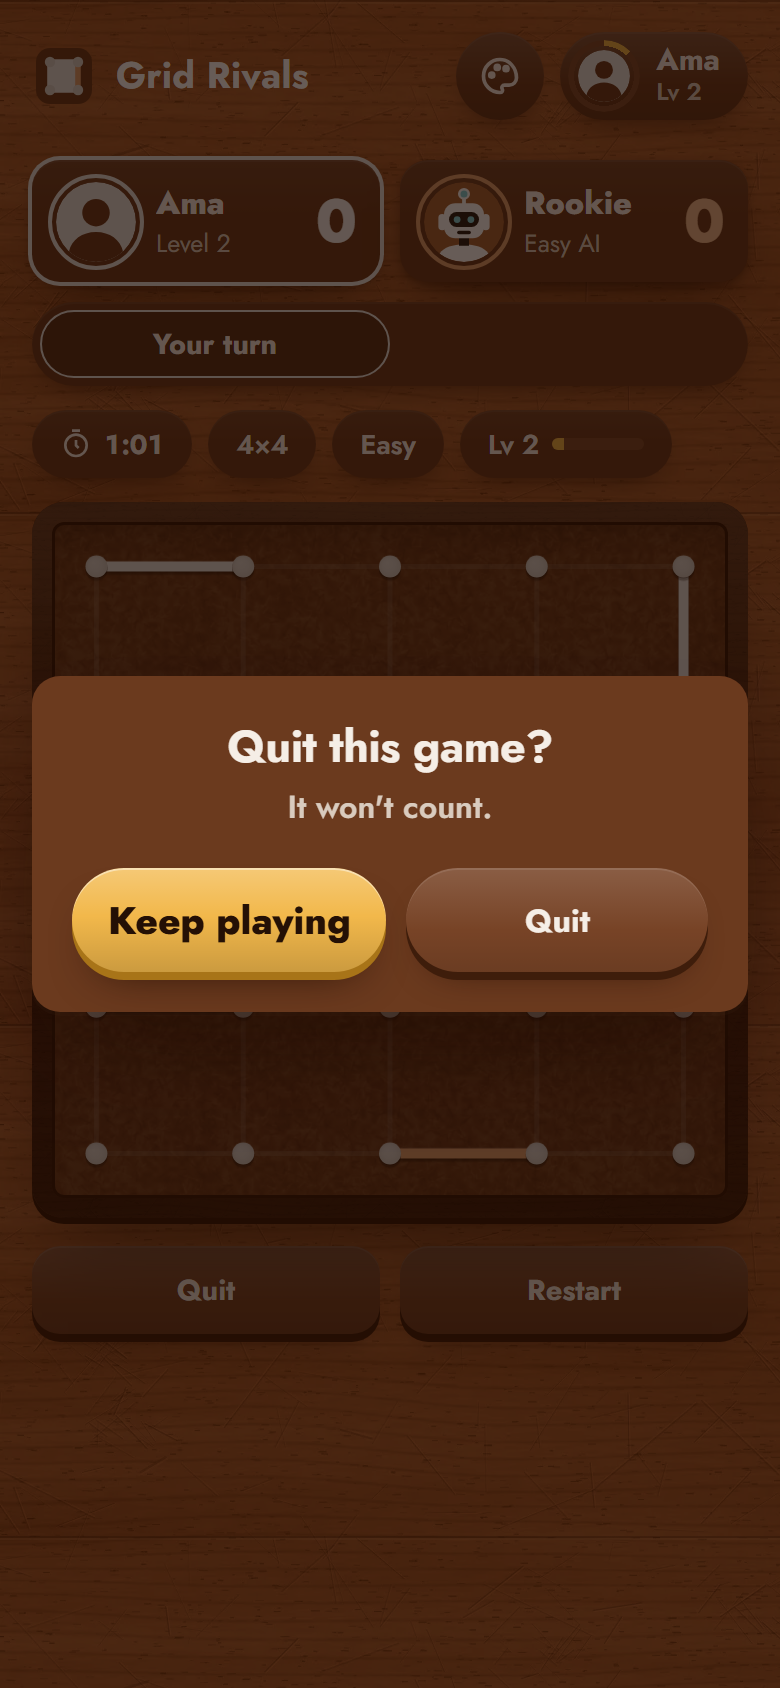 Grid Rivals
Ama
Lv 2
Ama
Level 2
0
Rookie
Easy AI
0
Your turn
1:01
4×4
Easy
Lv 2
Quit this game?
It won't count.
Keep playing
Quit
Quit
Restart